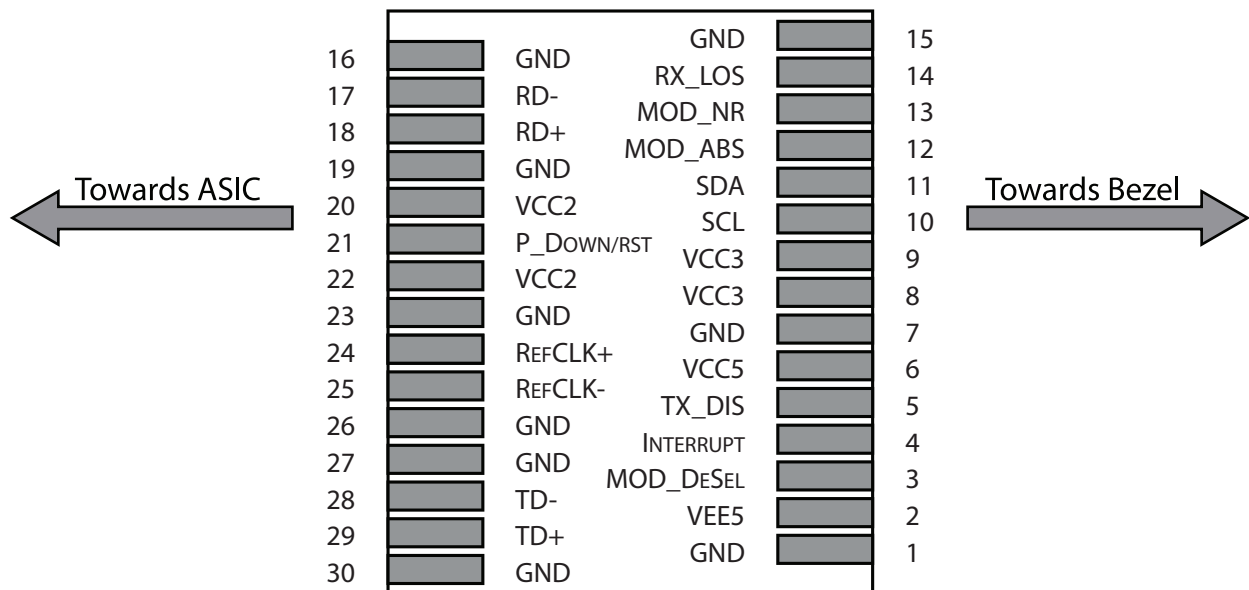 GND 15
16 GND
RX_LOS 14
17 RD-
MOD_NR 13
18 RD+
MOD_ABS 12
19 GND
SDA 11
Towards ASIC
Towards Bezel
20 VCC2
SCL 10
21 P_DOWN/RST
VCC3 9
22 VCC2
VCC3 8
23 GND
GND 7
24 REFCLK+
VCC5 6
25 REFCLK-
TX_DIS 5
26 GND
INTERRUPT 4
27 GND
MOD_DESEL 3
28 TD-
VEE5 2
29 TD+
GND 1
30 GND